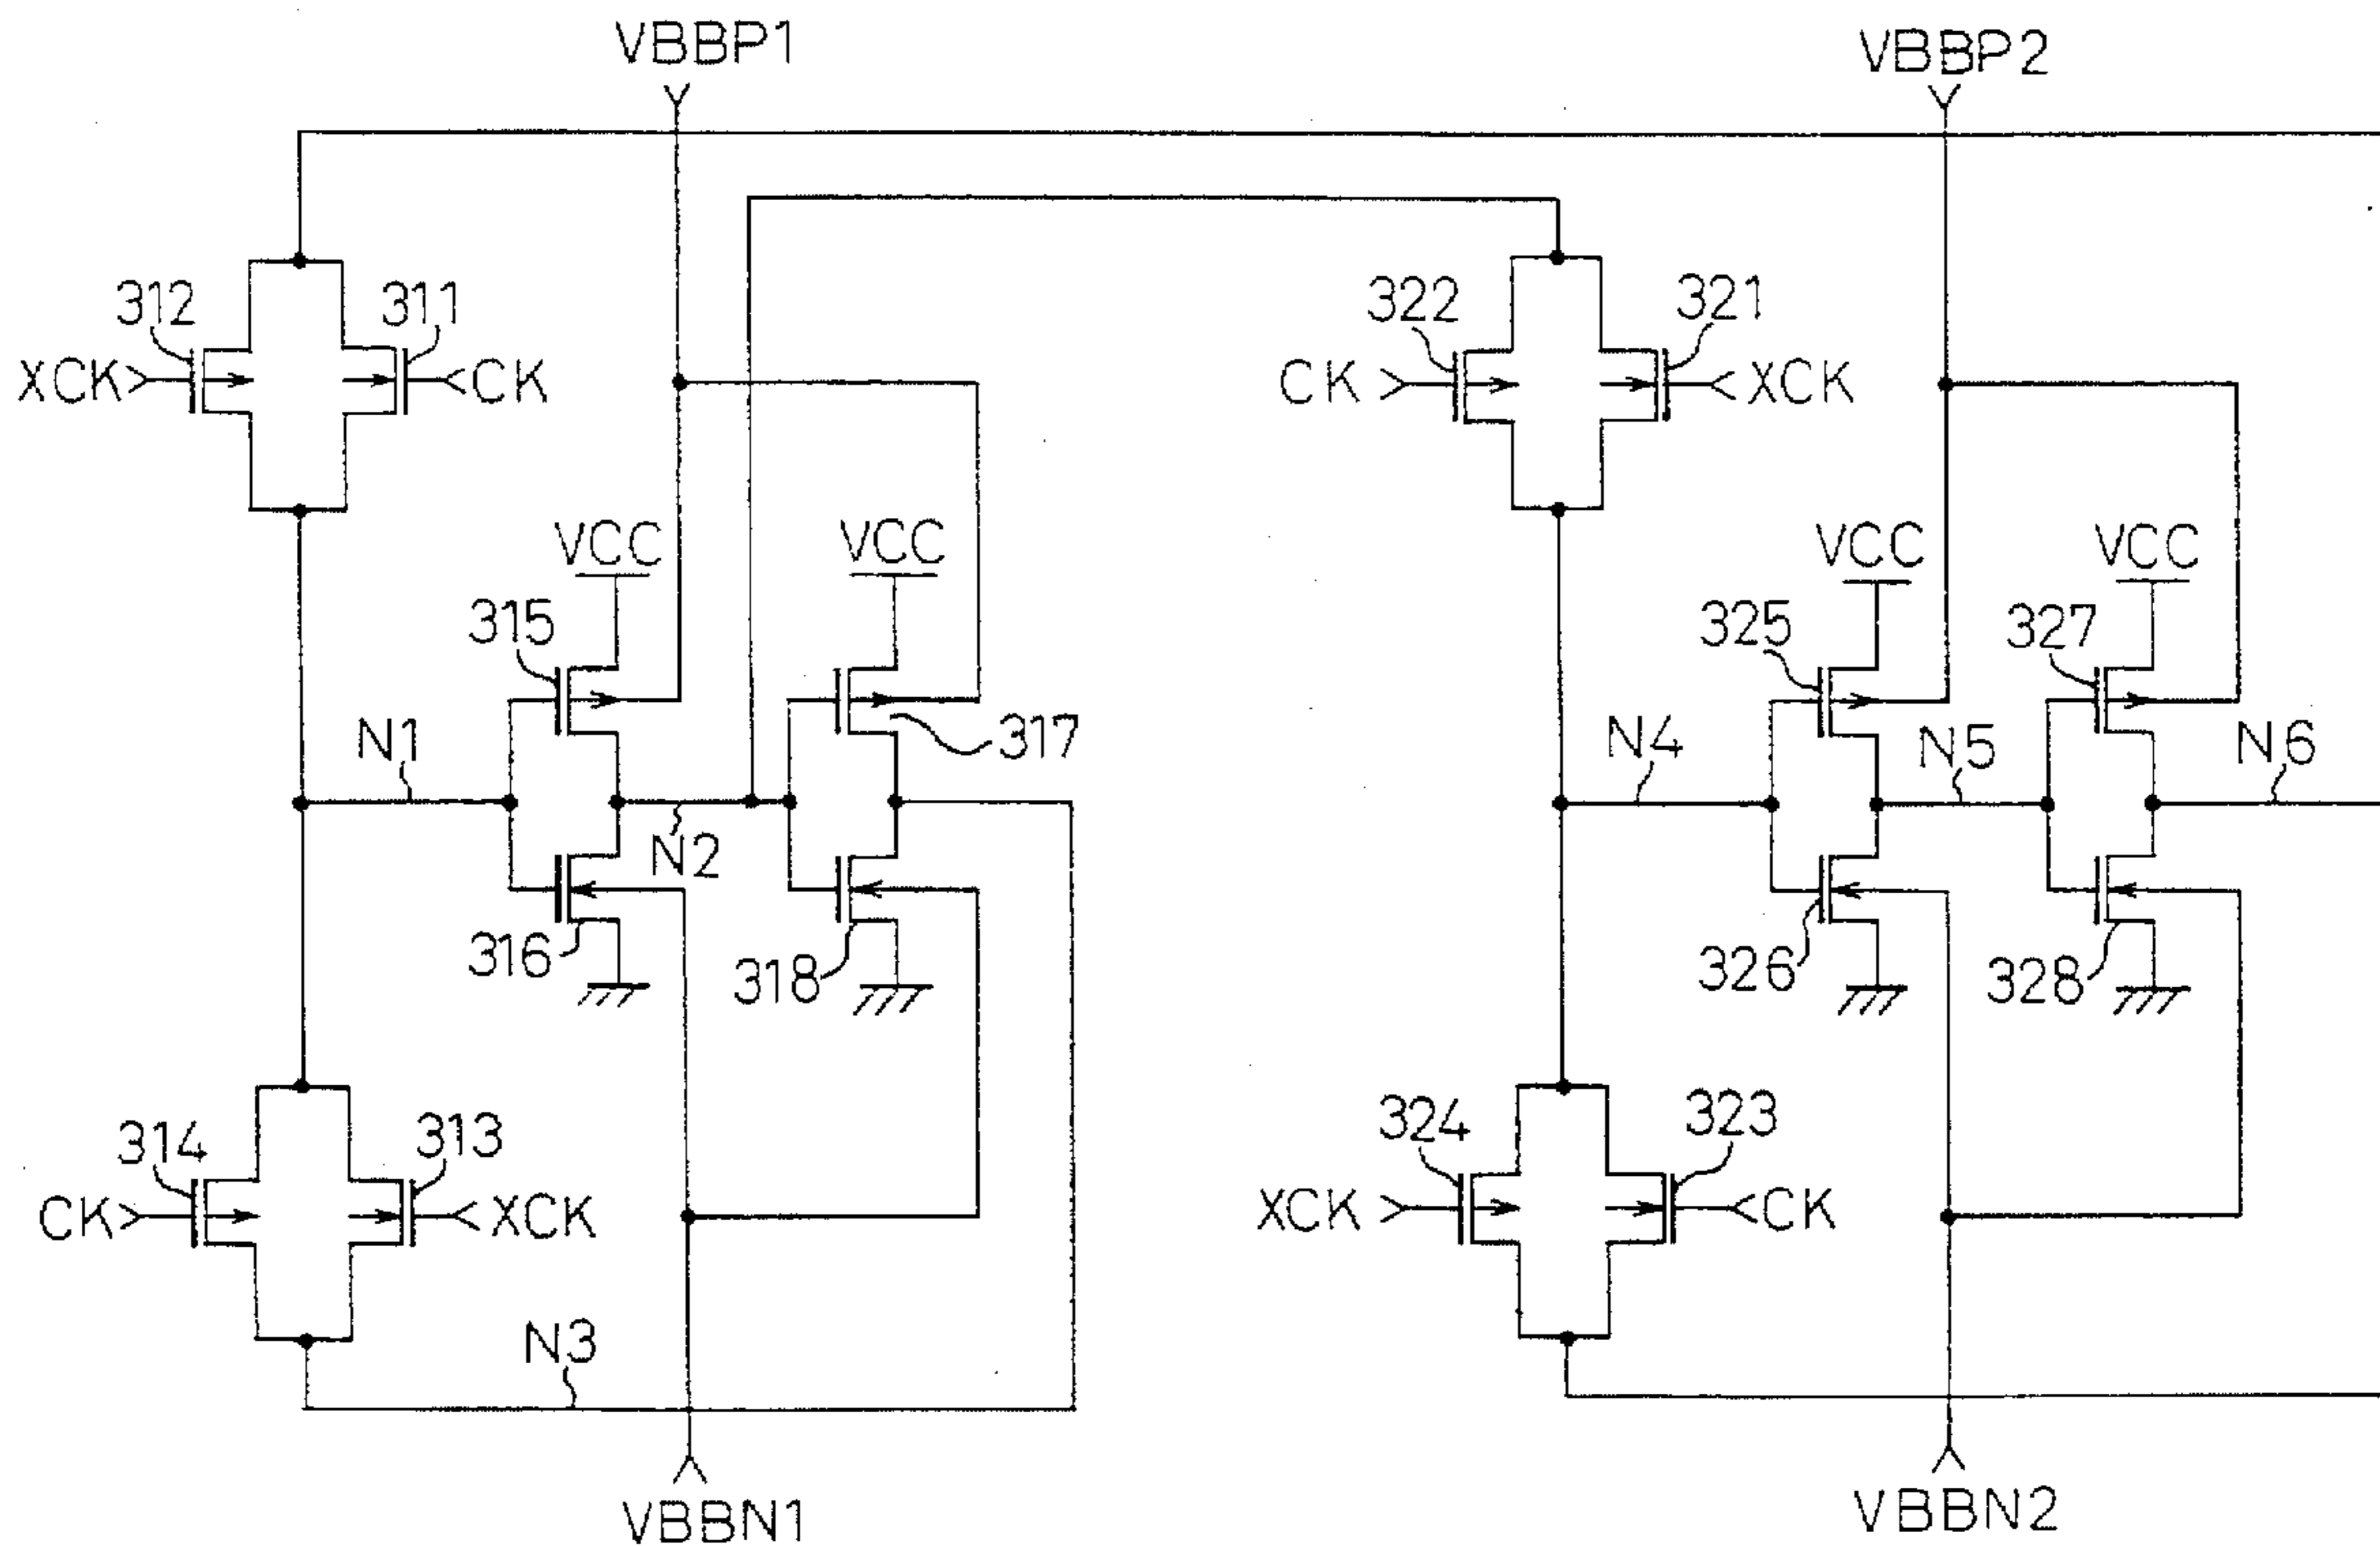 VBBP1
VBBP2
312
311
XCK
CK
322
321
CK
XCK
VCC
VCC
VCC
VCC
315
317
325
327
N1
N2
N4
N5
N6
316
318
326
328
314
313
CK
XCK
324
323
XCK
CK
N3
VBBN1
VBBN2